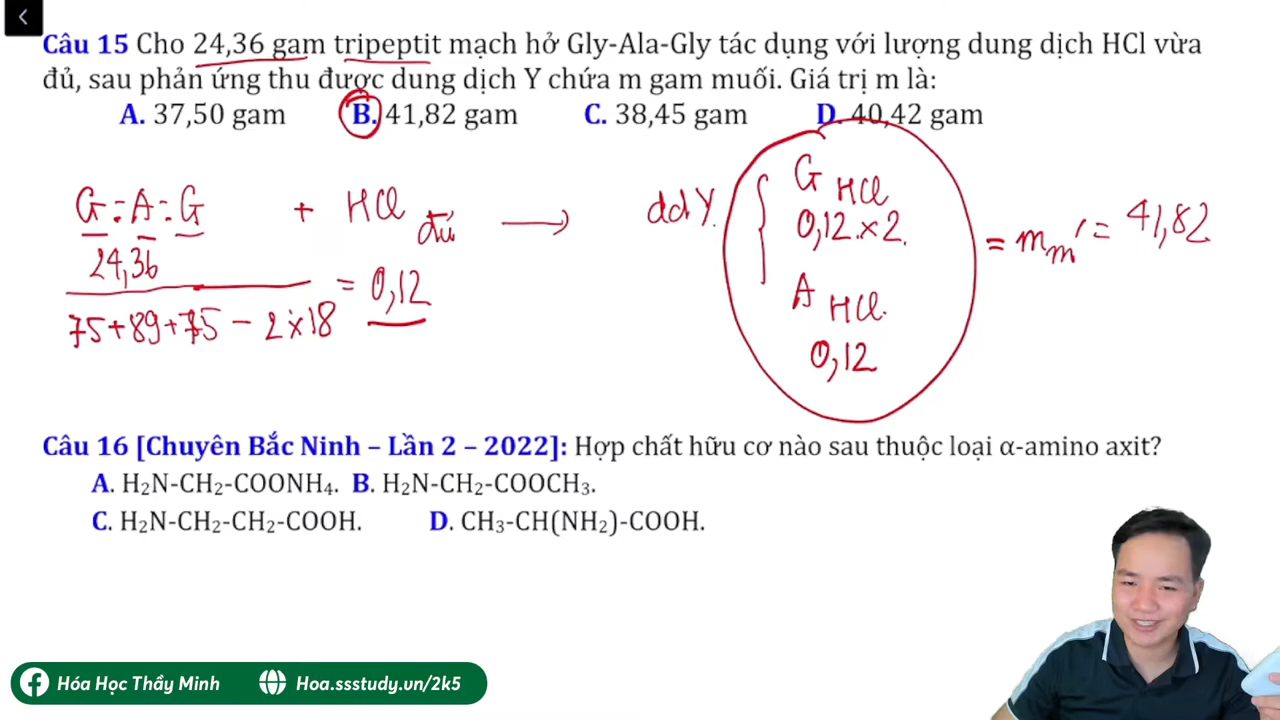 Câu 15 Cho 24,36 gam tripeptit mạch hở Gly-Ala-Gly tác dụng với lượng dung dịch HCl vừa
đủ, sau phản ứng thu được dung dịch Y chứa m gam muối. Giá trị m là:
A. 37,50 gam B. 41,82 gam C. 38,45 gam D. 40,42 gam
G - A - G + HCl đủ → ddY
24,36
75+89+75 - 2×18
= 0,12
G HCl
0,12 × 2
A HCl
0,12
= mm' = 41,82
Câu 16 [Chuyên Bắc Ninh – Lần 2 – 2022]: Hợp chất hữu cơ nào sau thuộc loại α-amino axit?
A. H₂N-CH₂-COONH₄. B. H₂N-CH₂-COOCH₃.
C. H₂N-CH₂-CH₂-COOH. D. CH₃-CH(NH₂)-COOH.
Hóa Học Thầy Minh Hoa.ssstudy.vn/2k5